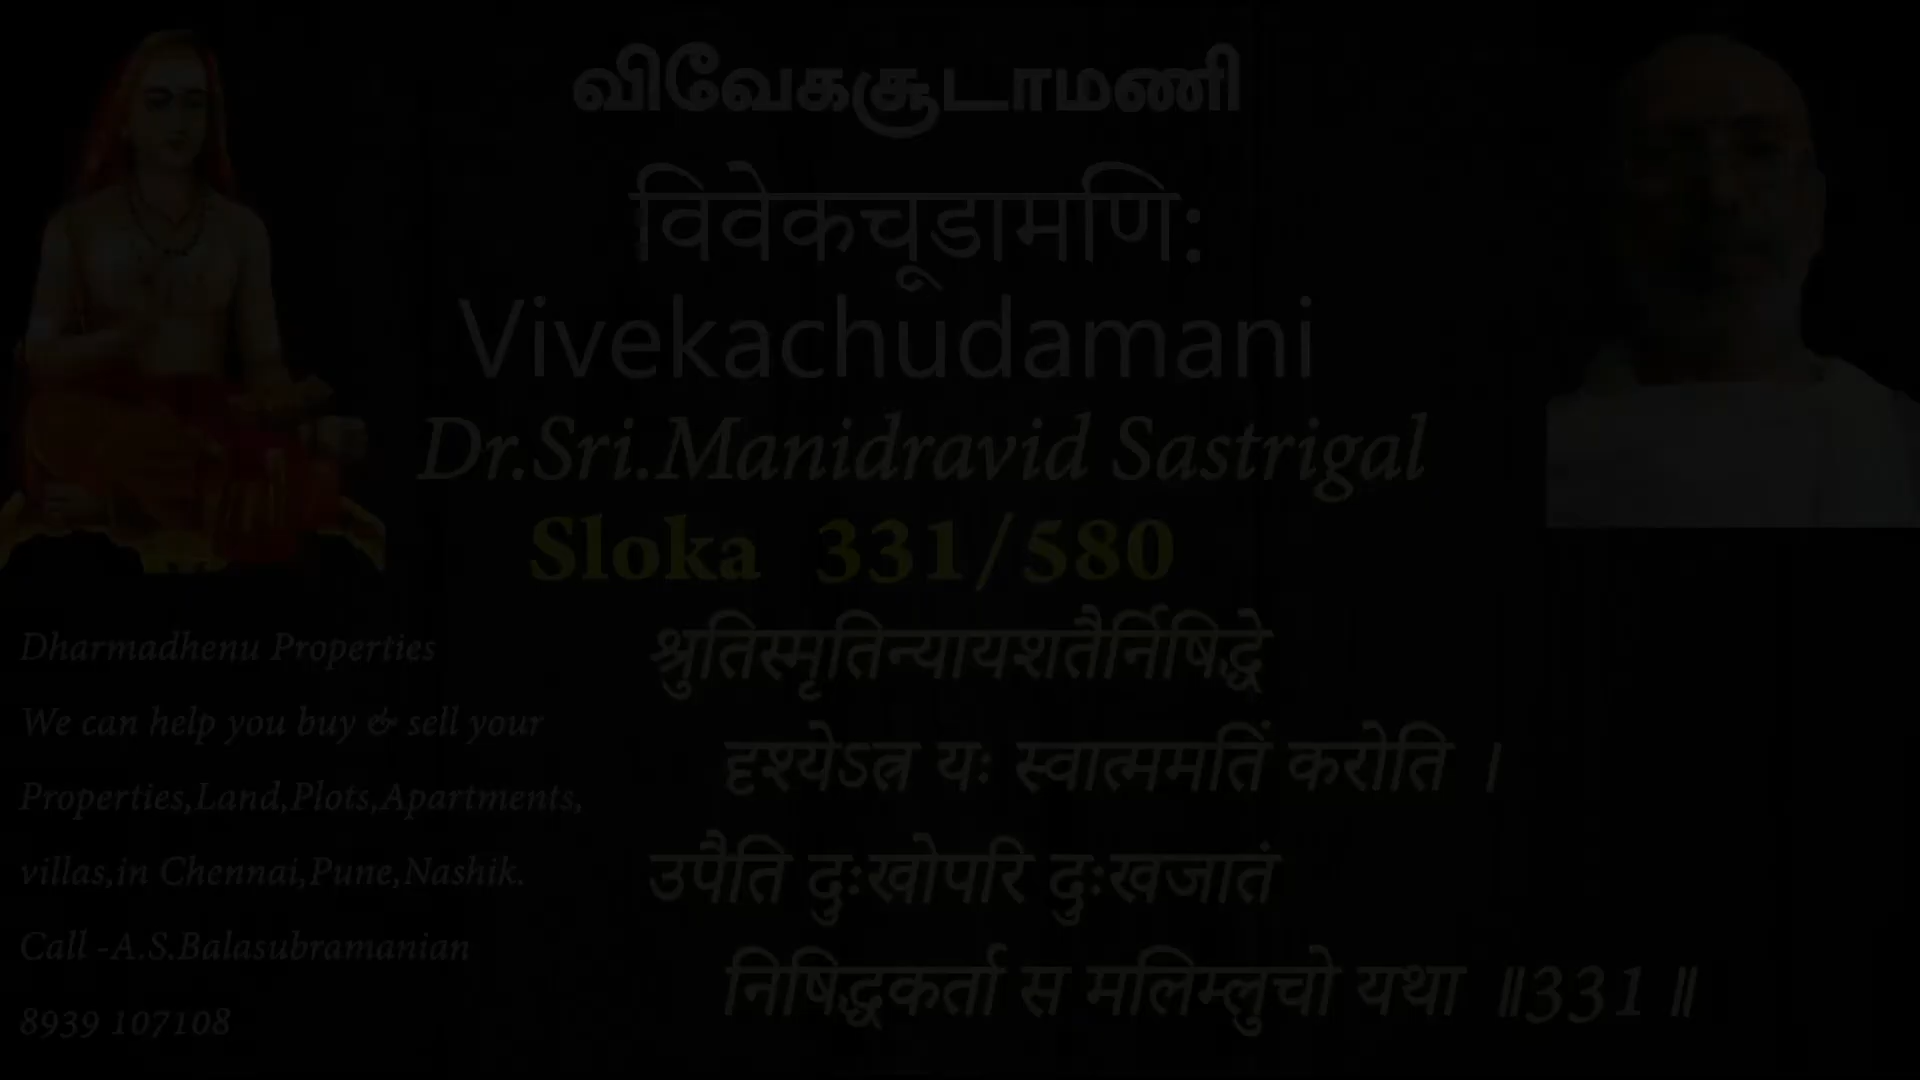 விவேகசூடாமணி
विवेकचूडामणि:
Vivekachudamani
Dr.Sri.Manidravid Sastrigal
Sloka 331/580
श्रुतिस्मृतिन्यायशतैर्निषिद्धे
दृश्येऽत्र यः स्वात्ममतिं करोति ।
उपैति दुःखोपरि दुःखजातं
निषिद्धकर्ता स मलिम्लुचो यथा ॥331॥
Dharmadhenu Properties
We can help you buy & sell your
Properties,Land,Plots,Apartments,
villas,in Chennai,Pune,Nashik.
Call -A.S.Balasubramanian
8939 107108